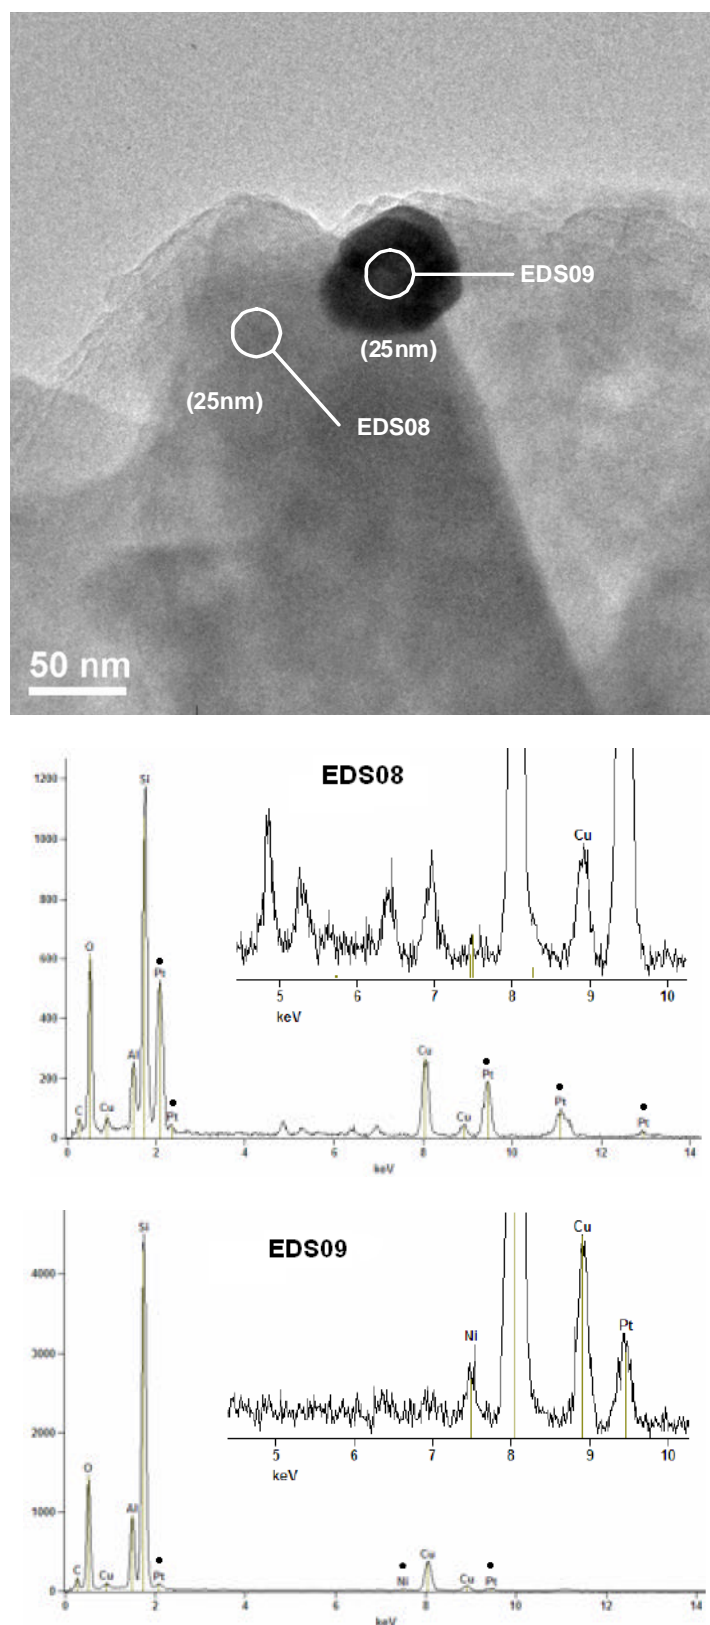 EDS09
(25nm)
(25nm)
EDS08
50 nm
EDS08
1200
1000
800
600
400
200
0
Si
O
Pt
Al
C
Cu
Pt
Cu
Cu
Pt
Pt
Pt
0 2 4 6 8 10 12 14
keV
Cu
5 6 7 8 9 10
keV
EDS09
4000
3000
2000
1000
0
Si
O
Al
C
Cu
Pt
Ni
Cu
Cu
Pt
0 2 4 6 8 10 12 14
keV
Ni
Cu
Pt
5 6 7 8 9 10
keV